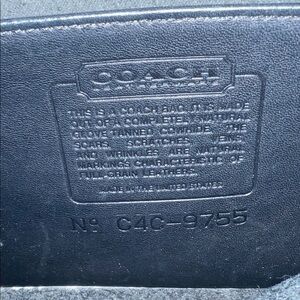 COACH
THIS IS A COACH BAG. IT IS MADE
OUT OF COMPLETELY NATURAL
GLOVE TANNED COWHIDE. THE
SCARS, SCRATCHES, VEINS
AND WRINKLES ARE NATURAL
MARKINGS CHARACTERISTIC OF
FULL GRAIN LEATHERS.
MADE IN THE UNITED STATES
Nº C4C-9755